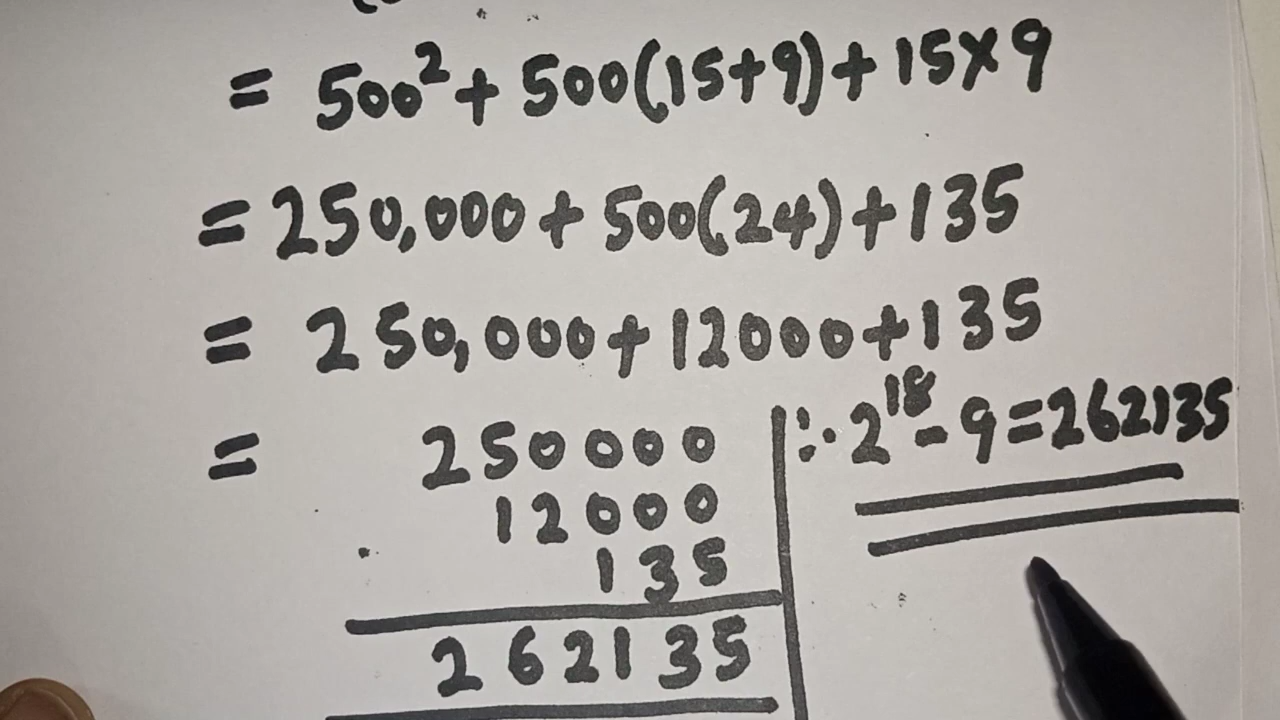 = 500² + 500(15+9) + 15×9
= 250,000 + 500(24) + 135
= 250,000 + 12000 + 135
= 250000
12000
135
262135
∴ 2¹⁸ - 9 = 262135